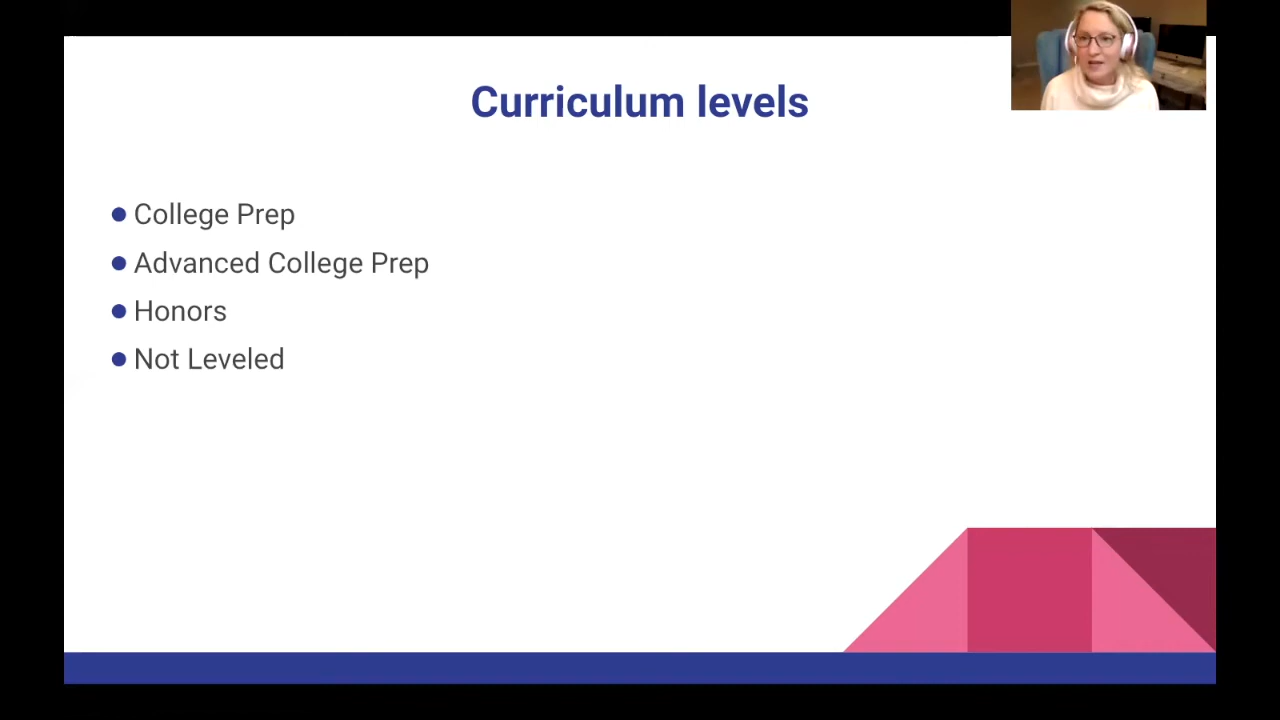 Curriculum levels
College Prep
Advanced College Prep
Honors
Not Leveled